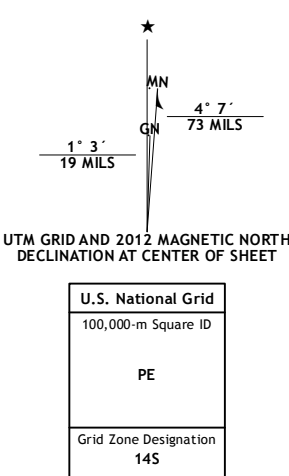 ★
MN
4° 7´
73 MILS
GN
1° 3´
19 MILS
UTM GRID AND 2012 MAGNETIC NORTH
DECLINATION AT CENTER OF SHEET
U.S. National Grid
100,000-m Square ID
PE
Grid Zone Designation
14S